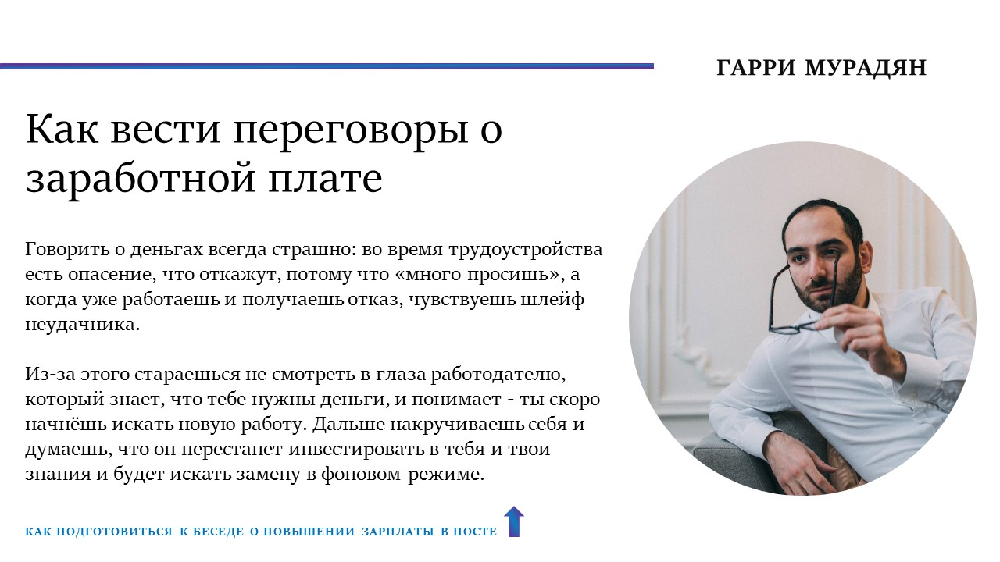 ГАРРИ МУРАДЯН
Как вести переговоры о
заработной плате
Говорить о деньгах всегда страшно: во время трудоустройства
есть опасение, что откажут, потому что «много просишь», а
когда уже работаешь и получаешь отказ, чувствуешь шлейф
неудачника.
Из-за этого стараешься не смотреть в глаза работодателю,
который знает, что тебе нужны деньги, и понимает - ты скоро
начнёшь искать новую работу. Дальше накручиваешь себя и
думаешь, что он перестанет инвестировать в тебя и твои
знания и будет искать замену в фоновом режиме.
КАК ПОДГОТОВИТЬСЯ К БЕСЕДЕ О ПОВЫШЕНИИ ЗАРПЛАТЫ В ПОСТЕ